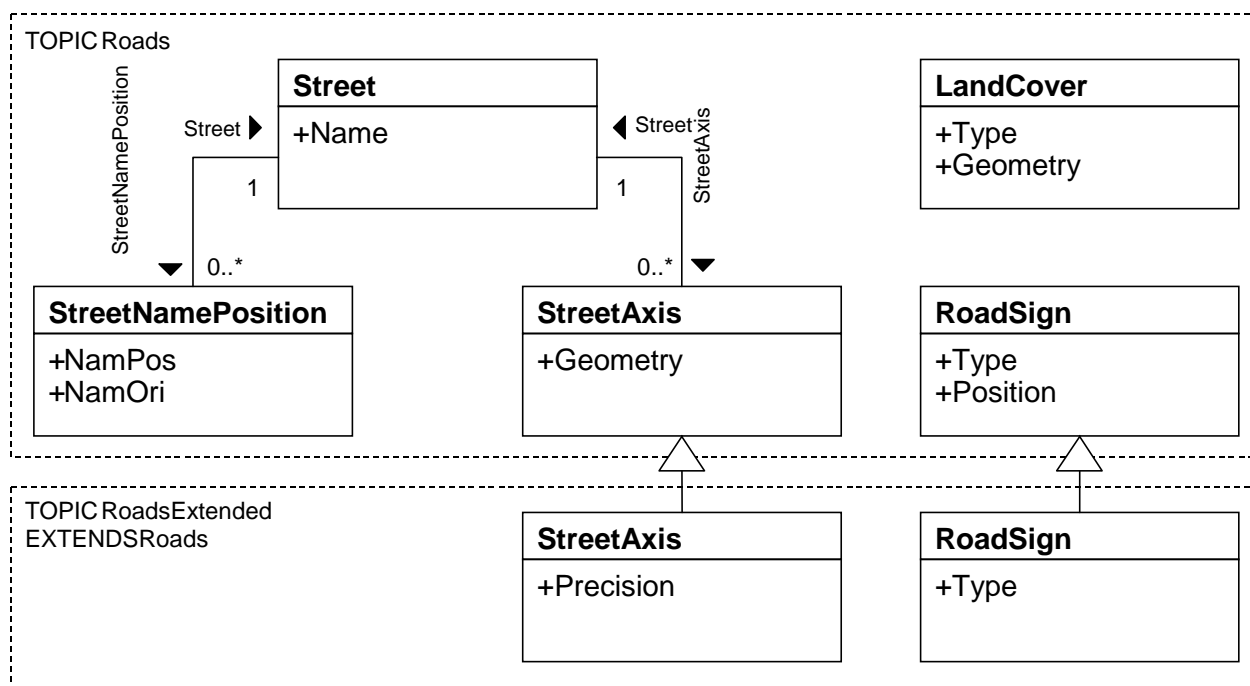 TOPIC Roads
StreetNamePosition
Street
+Name
Street
1
0..*
Street
StreetAxis
1
0..*
LandCover
+Type
+Geometry
StreetNamePosition
+NamPos
+NamOri
StreetAxis
+Geometry
RoadSign
+Type
+Position
TOPIC RoadsExtended
EXTENDSRoads
StreetAxis
+Precision
RoadSign
+Type